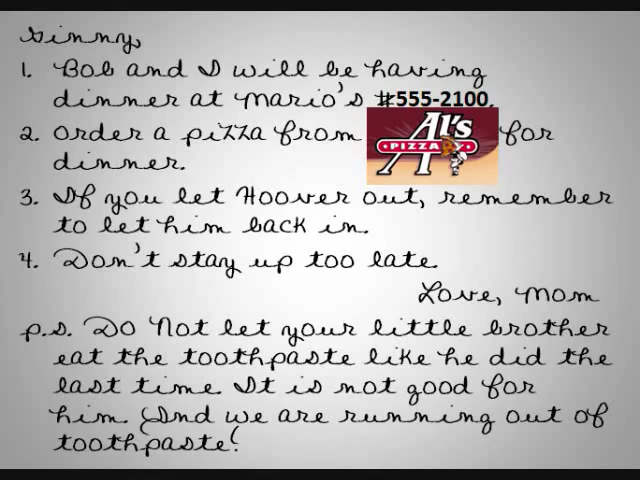 Ginny,
1. Bob and I will be having
dinner at Mario's #555-2100.
2. Order a pizza from Al's PIZZA for
dinner.
3. If you let Hoover out, remember
to let him back in.
4. Don't stay up too late.
Love, Mom
p.s. Do Not let your little brother
eat the toothpaste like he did the
last time. It is not good for
him. (And we are running out of
toothpaste!